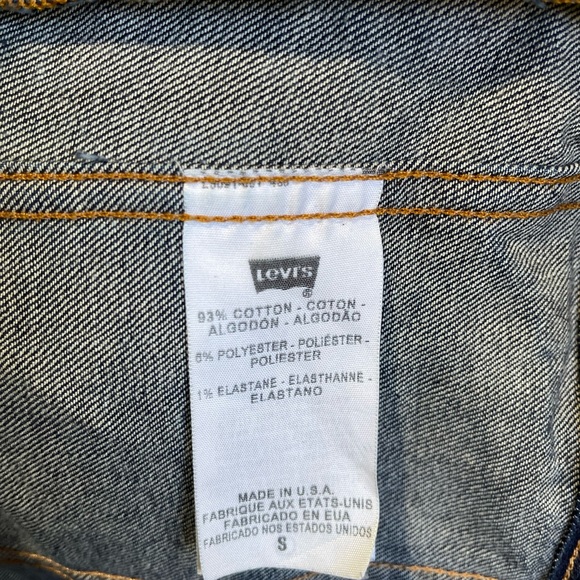 Levi's
®
93% COTTON - COTON -
ALGODÓN - ALGODÃO
6% POLYESTER - POLIÉSTER -
POLIESTER
1% ELASTANE - ELASTHANNE -
ELASTANO
MADE IN U.S.A.
FABRIQUE AUX ETATS-UNIS
FABRICADO EN EUA
FABRICADO NOS ESTADOS UNIDOS
S